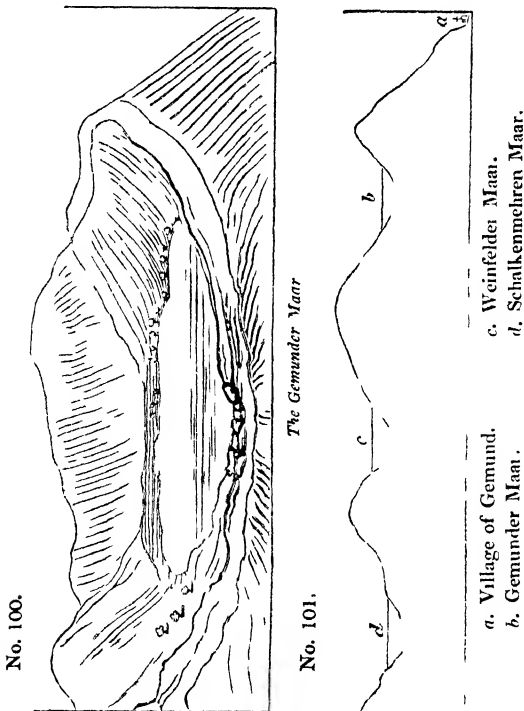 No. 100.
The Gemunder Maar
No. 101.
a
b
c
d
a. Village of Gemund.
b. Gemunder Maar.
c. Weinfelder Maar.
d. Schalkenmehren Maar.